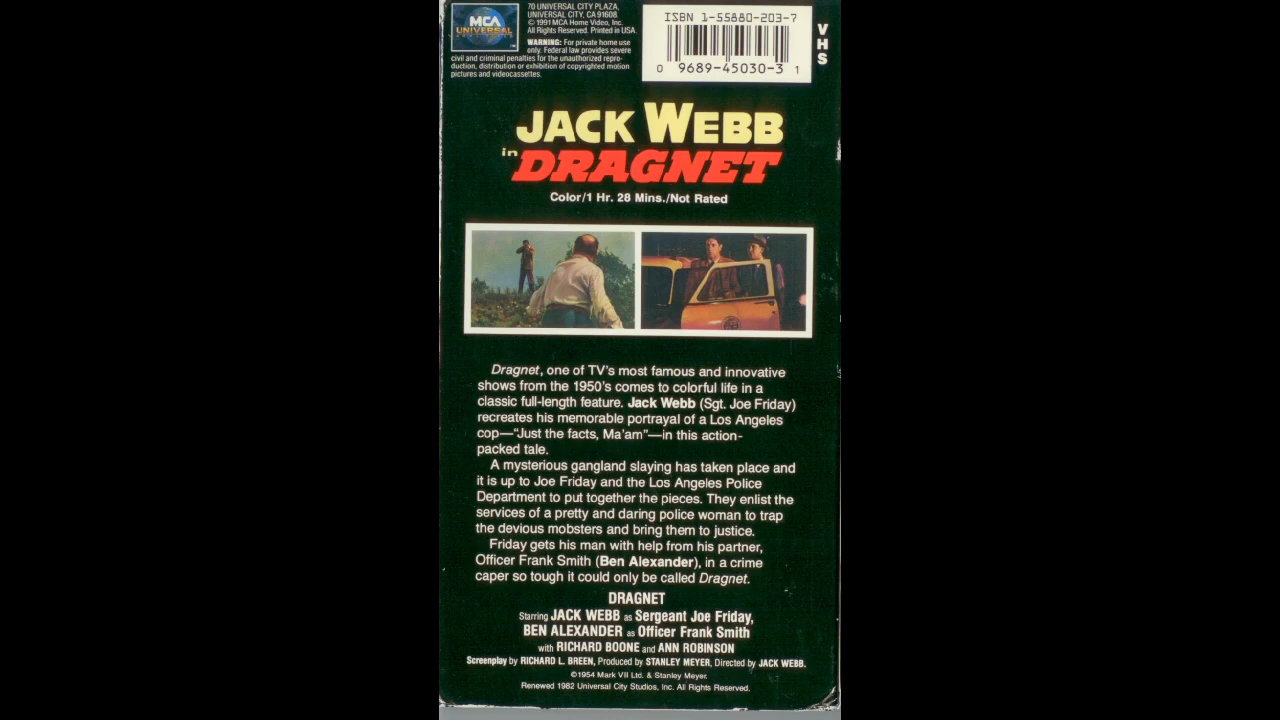 MCA
UNIVERSAL
70 UNIVERSAL CITY PLAZA,
UNIVERSAL CITY, CA 91608.
© 1991 MCA Home Video, Inc.
All Rights Reserved. Printed in USA.
WARNING: For private home use
only. Federal law provides severe
civil and criminal penalties for the unauthorized repro-
duction, distribution or exhibition of copyrighted motion
pictures and videocassettes.
ISBN 1-55880-203-7
0 9689-45030-3 1
VHS
JACK WEBB
in DRAGNET
Color/1 Hr. 28 Mins./Not Rated
Dragnet, one of TV's most famous and innovative
shows from the 1950's comes to colorful life in a
classic full-length feature. Jack Webb (Sgt. Joe Friday)
recreates his memorable portrayal of a Los Angeles
cop—"Just the facts, Ma'am"—in this action-
packed tale.
A mysterious gangland slaying has taken place and
it is up to Joe Friday and the Los Angeles Police
Department to put together the pieces. They enlist the
services of a pretty and daring police woman to trap
the devious mobsters and bring them to justice.
Friday gets his man with help from his partner,
Officer Frank Smith (Ben Alexander), in a crime
caper so tough it could only be called Dragnet.
DRAGNET
Starring JACK WEBB as Sergeant Joe Friday,
BEN ALEXANDER as Officer Frank Smith
with RICHARD BOONE and ANN ROBINSON
Screenplay by RICHARD L. BREEN, Produced by STANLEY MEYER, Directed by JACK WEBB.
©1954 Mark VII Ltd. & Stanley Meyer.
Renewed 1982 Universal City Studios, Inc. All Rights Reserved.